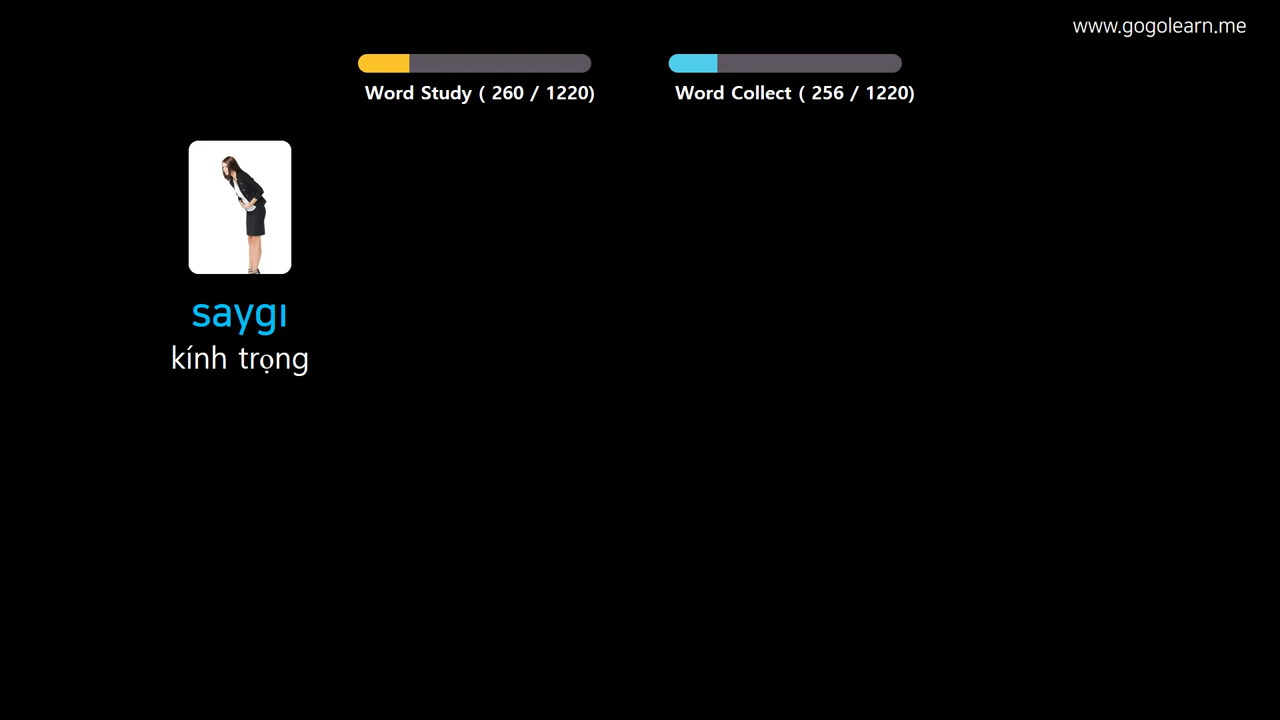 www.gogolearn.me
Word Study ( 260 / 1220)
Word Collect ( 256 / 1220)
saygı
kính trọng